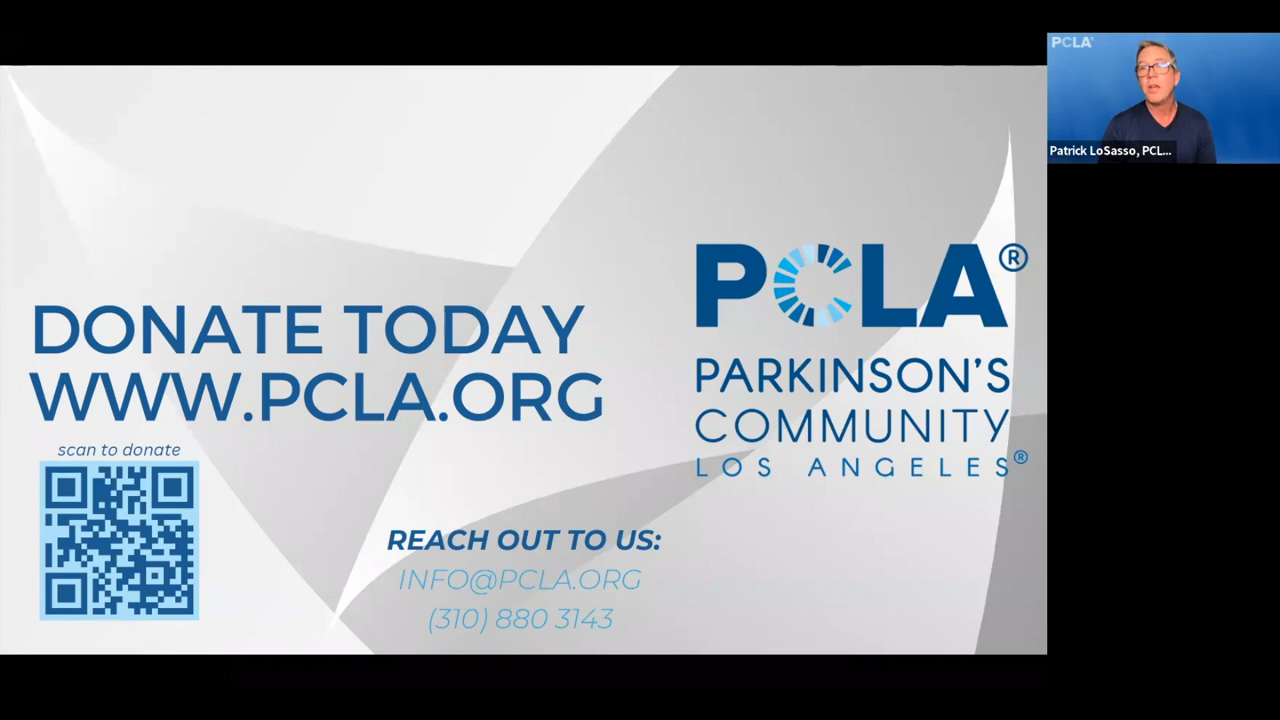 DONATE TODAY
WWW.PCLA.ORG
scan to donate
REACH OUT TO US:
INFO@PCLA.ORG
(310) 880 3143
PCLA®
PARKINSON'S
COMMUNITY
LOS ANGELES®
PCLA
Patrick LoSasso, PCL...